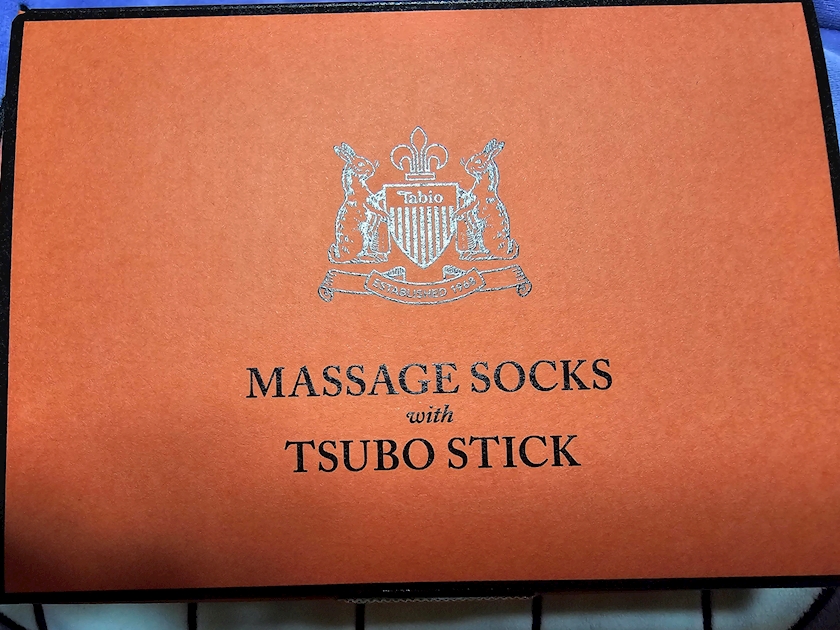 Tabio
ESTABLISHED 1968
MASSAGE SOCKS
with
TSUBO STICK